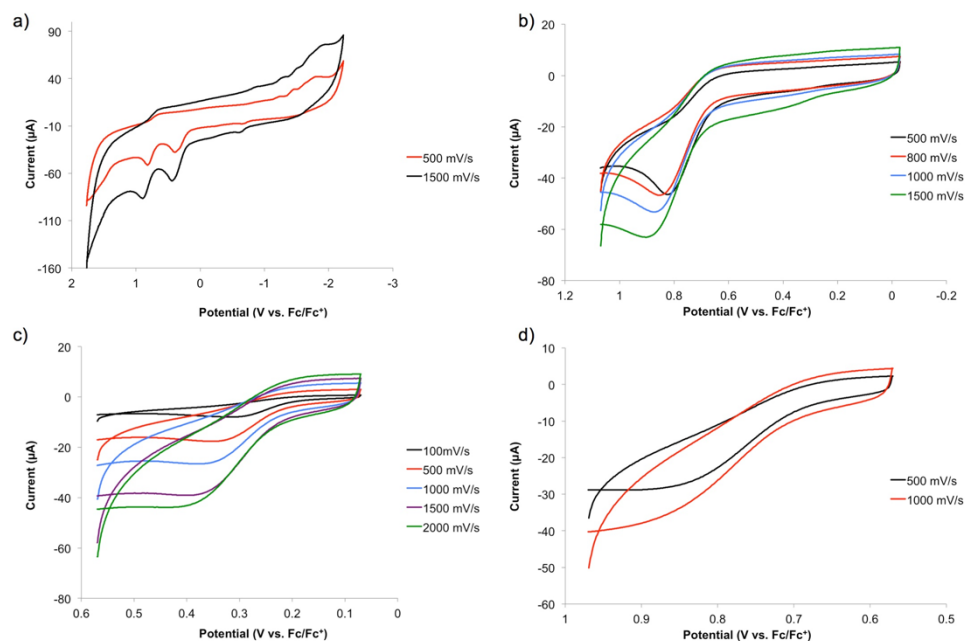 a)
90
40
-10
-60
-110
-160
2
1
0
-1
-2
-3
Current (µA)
Potential (V vs. Fc/Fc⁺)
500 mV/s
1500 mV/s
b)
20
0
-20
-40
-60
-80
1.2
1
0.8
0.6
0.4
0.2
0
-0.2
Current (µA)
Potential (V vs. Fc/Fc⁺)
500 mV/s
800 mV/s
1000 mV/s
1500 mV/s
c)
20
0
-20
-40
-60
-80
0.6
0.5
0.4
0.3
0.2
0.1
0
Current (µA)
Potential (V vs. Fc/Fc⁺)
100mV/s
500 mV/s
1000 mV/s
1500 mV/s
2000 mV/s
d)
10
0
-10
-20
-30
-40
-50
-60
1
0.9
0.8
0.7
0.6
0.5
Current (µA)
Potential (V vs. Fc/Fc⁺)
500 mV/s
1000 mV/s